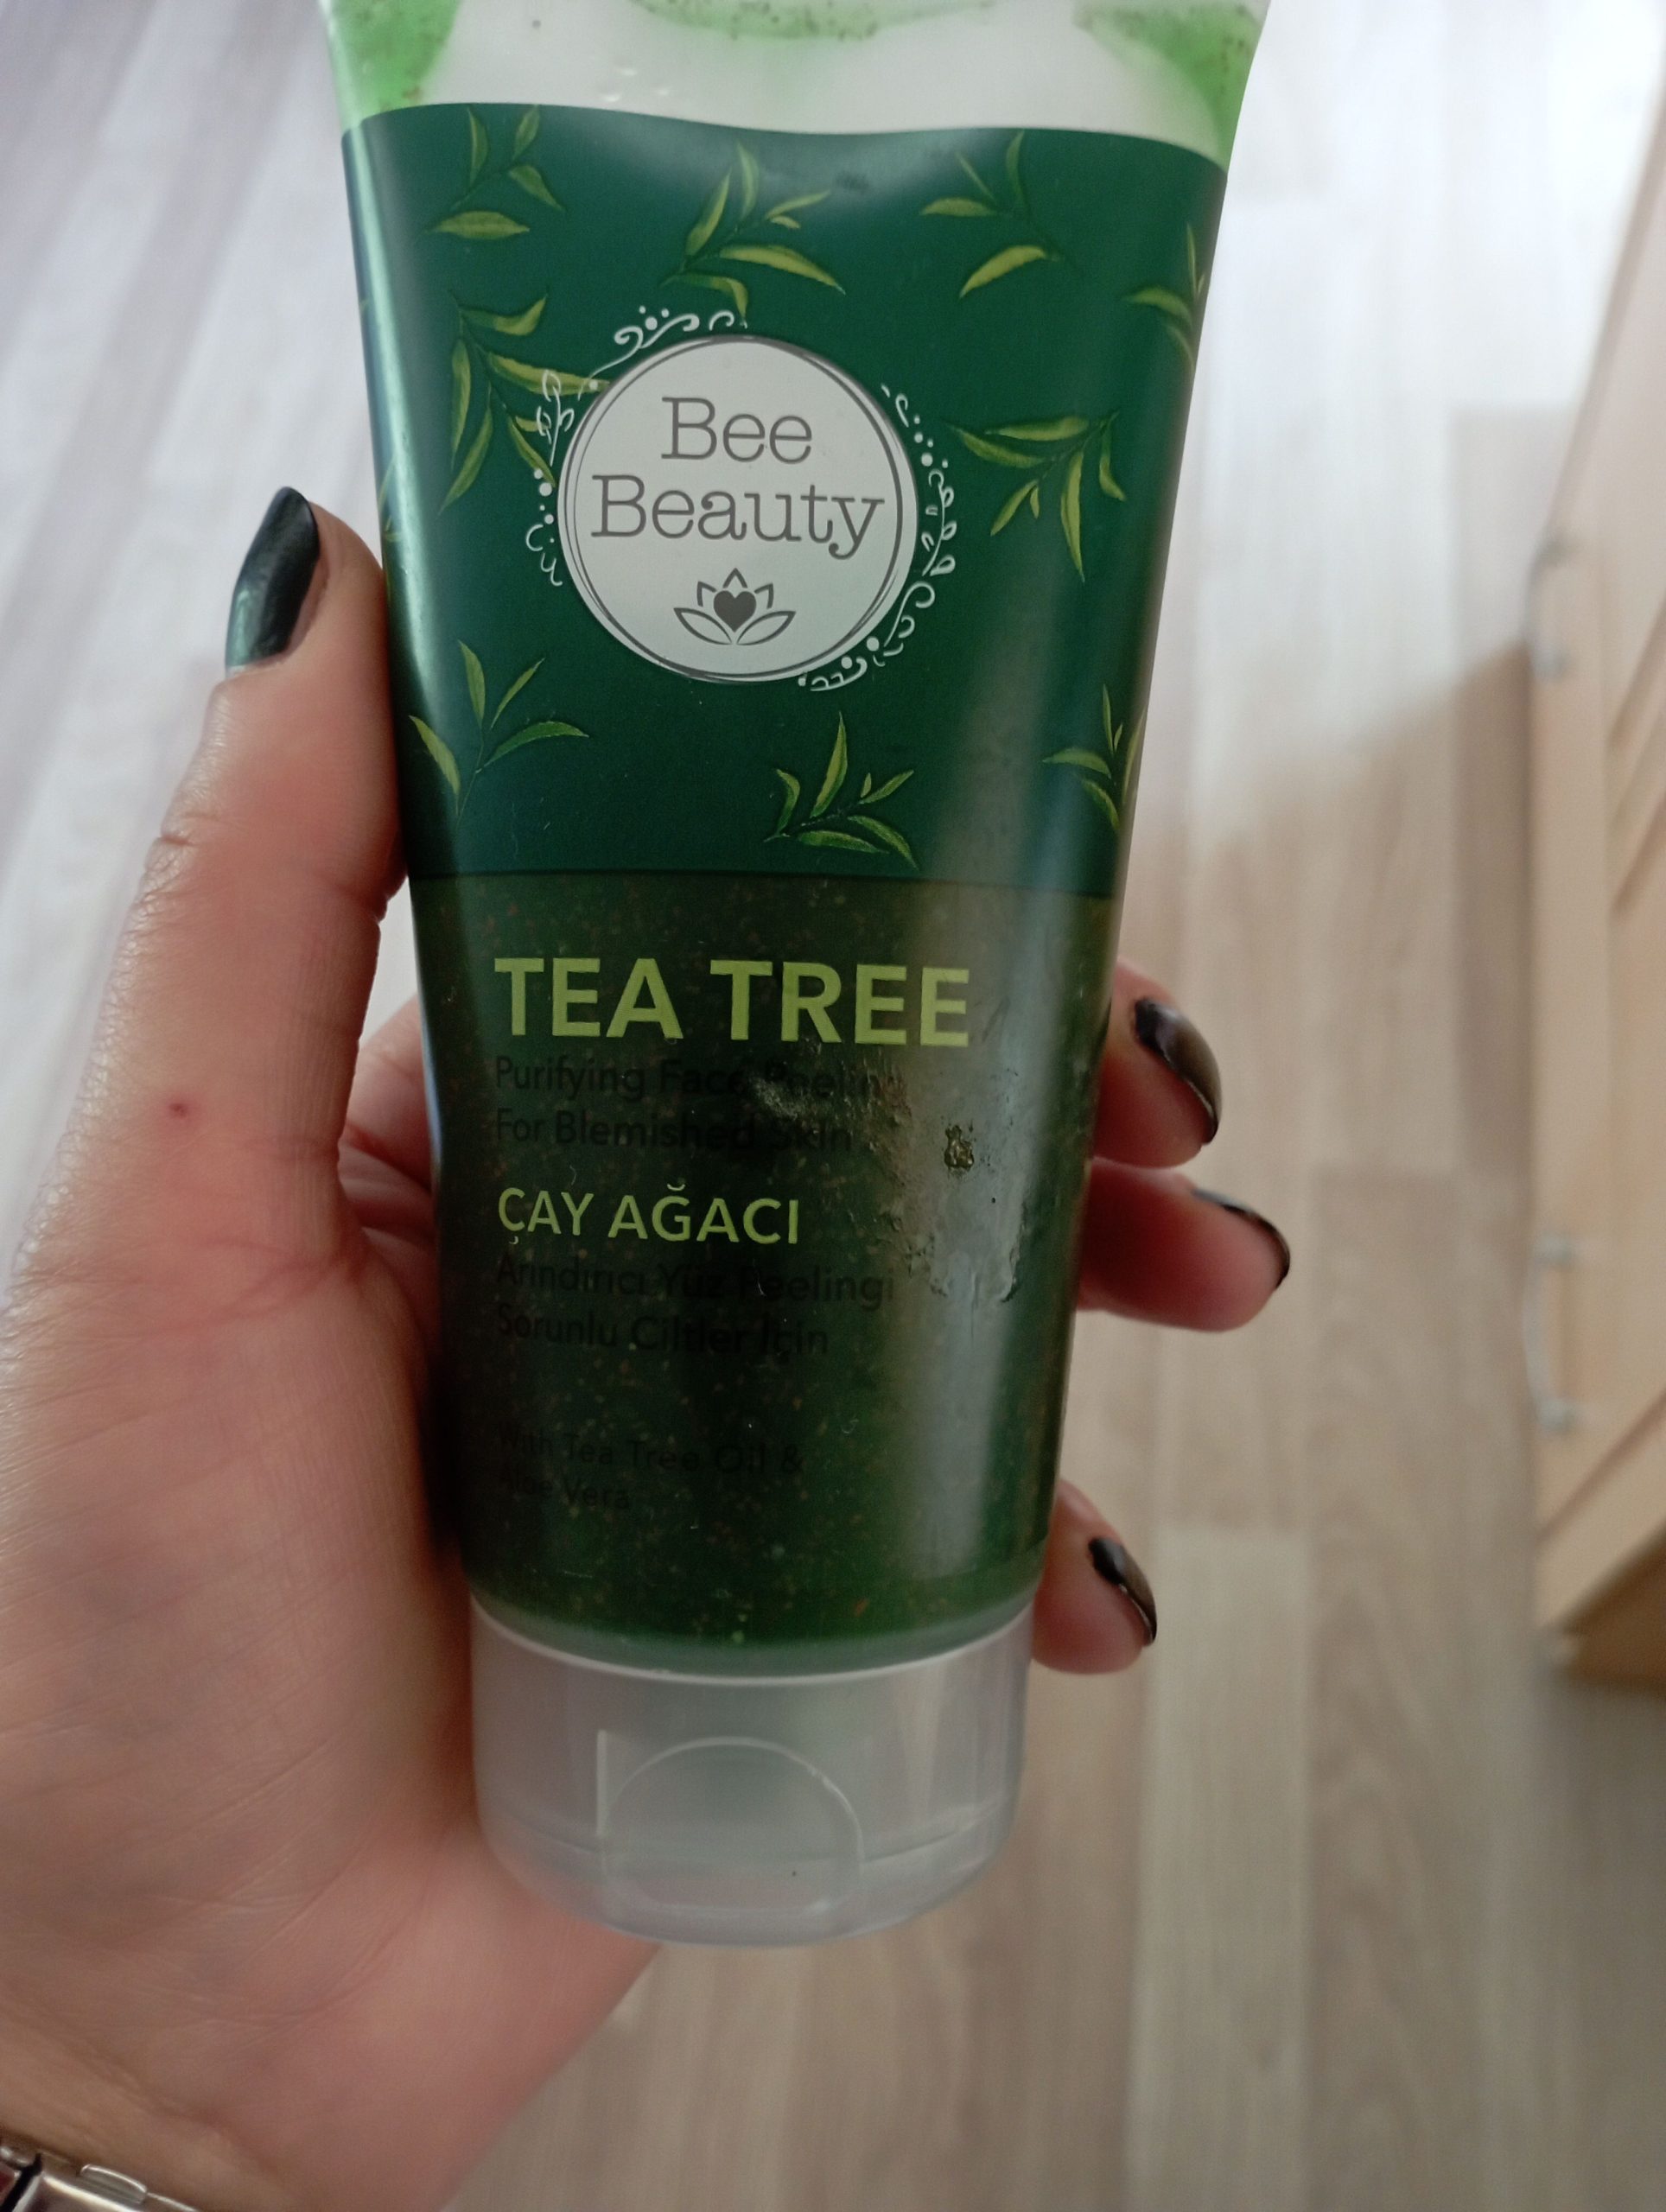 Bee
Beauty
TEA TREE
Purifying Face Peeling
For Blemished Skin
ÇAY AĞACI
Arındırıcı Yüz Peelingi
Sorunlu Ciltler İçin
With Tea Tree Oil &
Aloe Vera